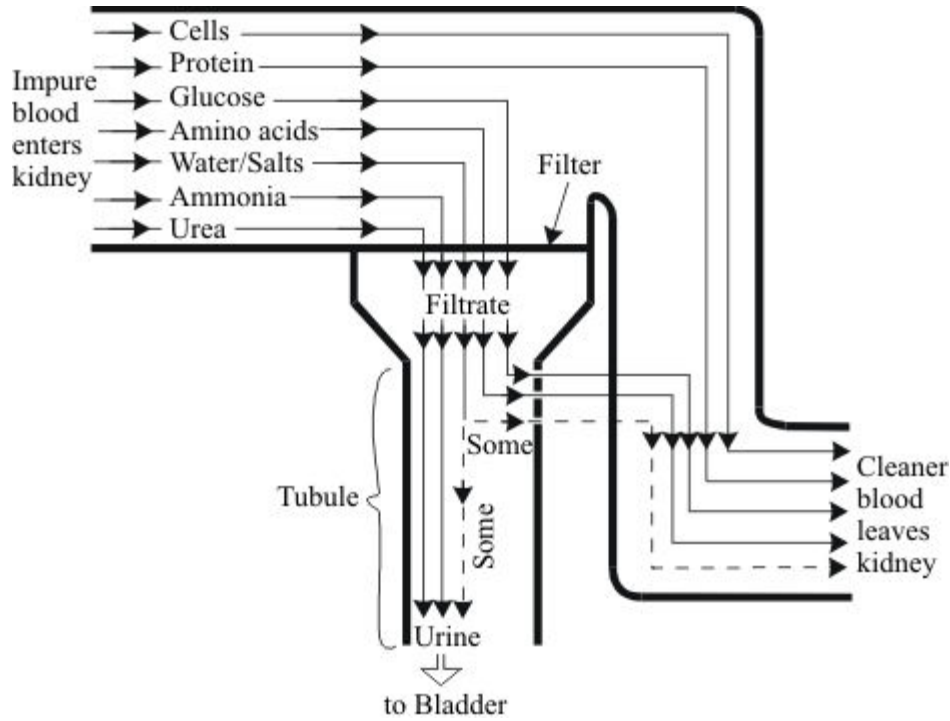 Cells
Protein
Glucose
Amino acids
Water/Salts
Ammonia
Urea
Impure
blood
enters
kidney
Filter
Filtrate
Some
Some
Tubule
Cleaner
blood
leaves
kidney
Urine
to Bladder